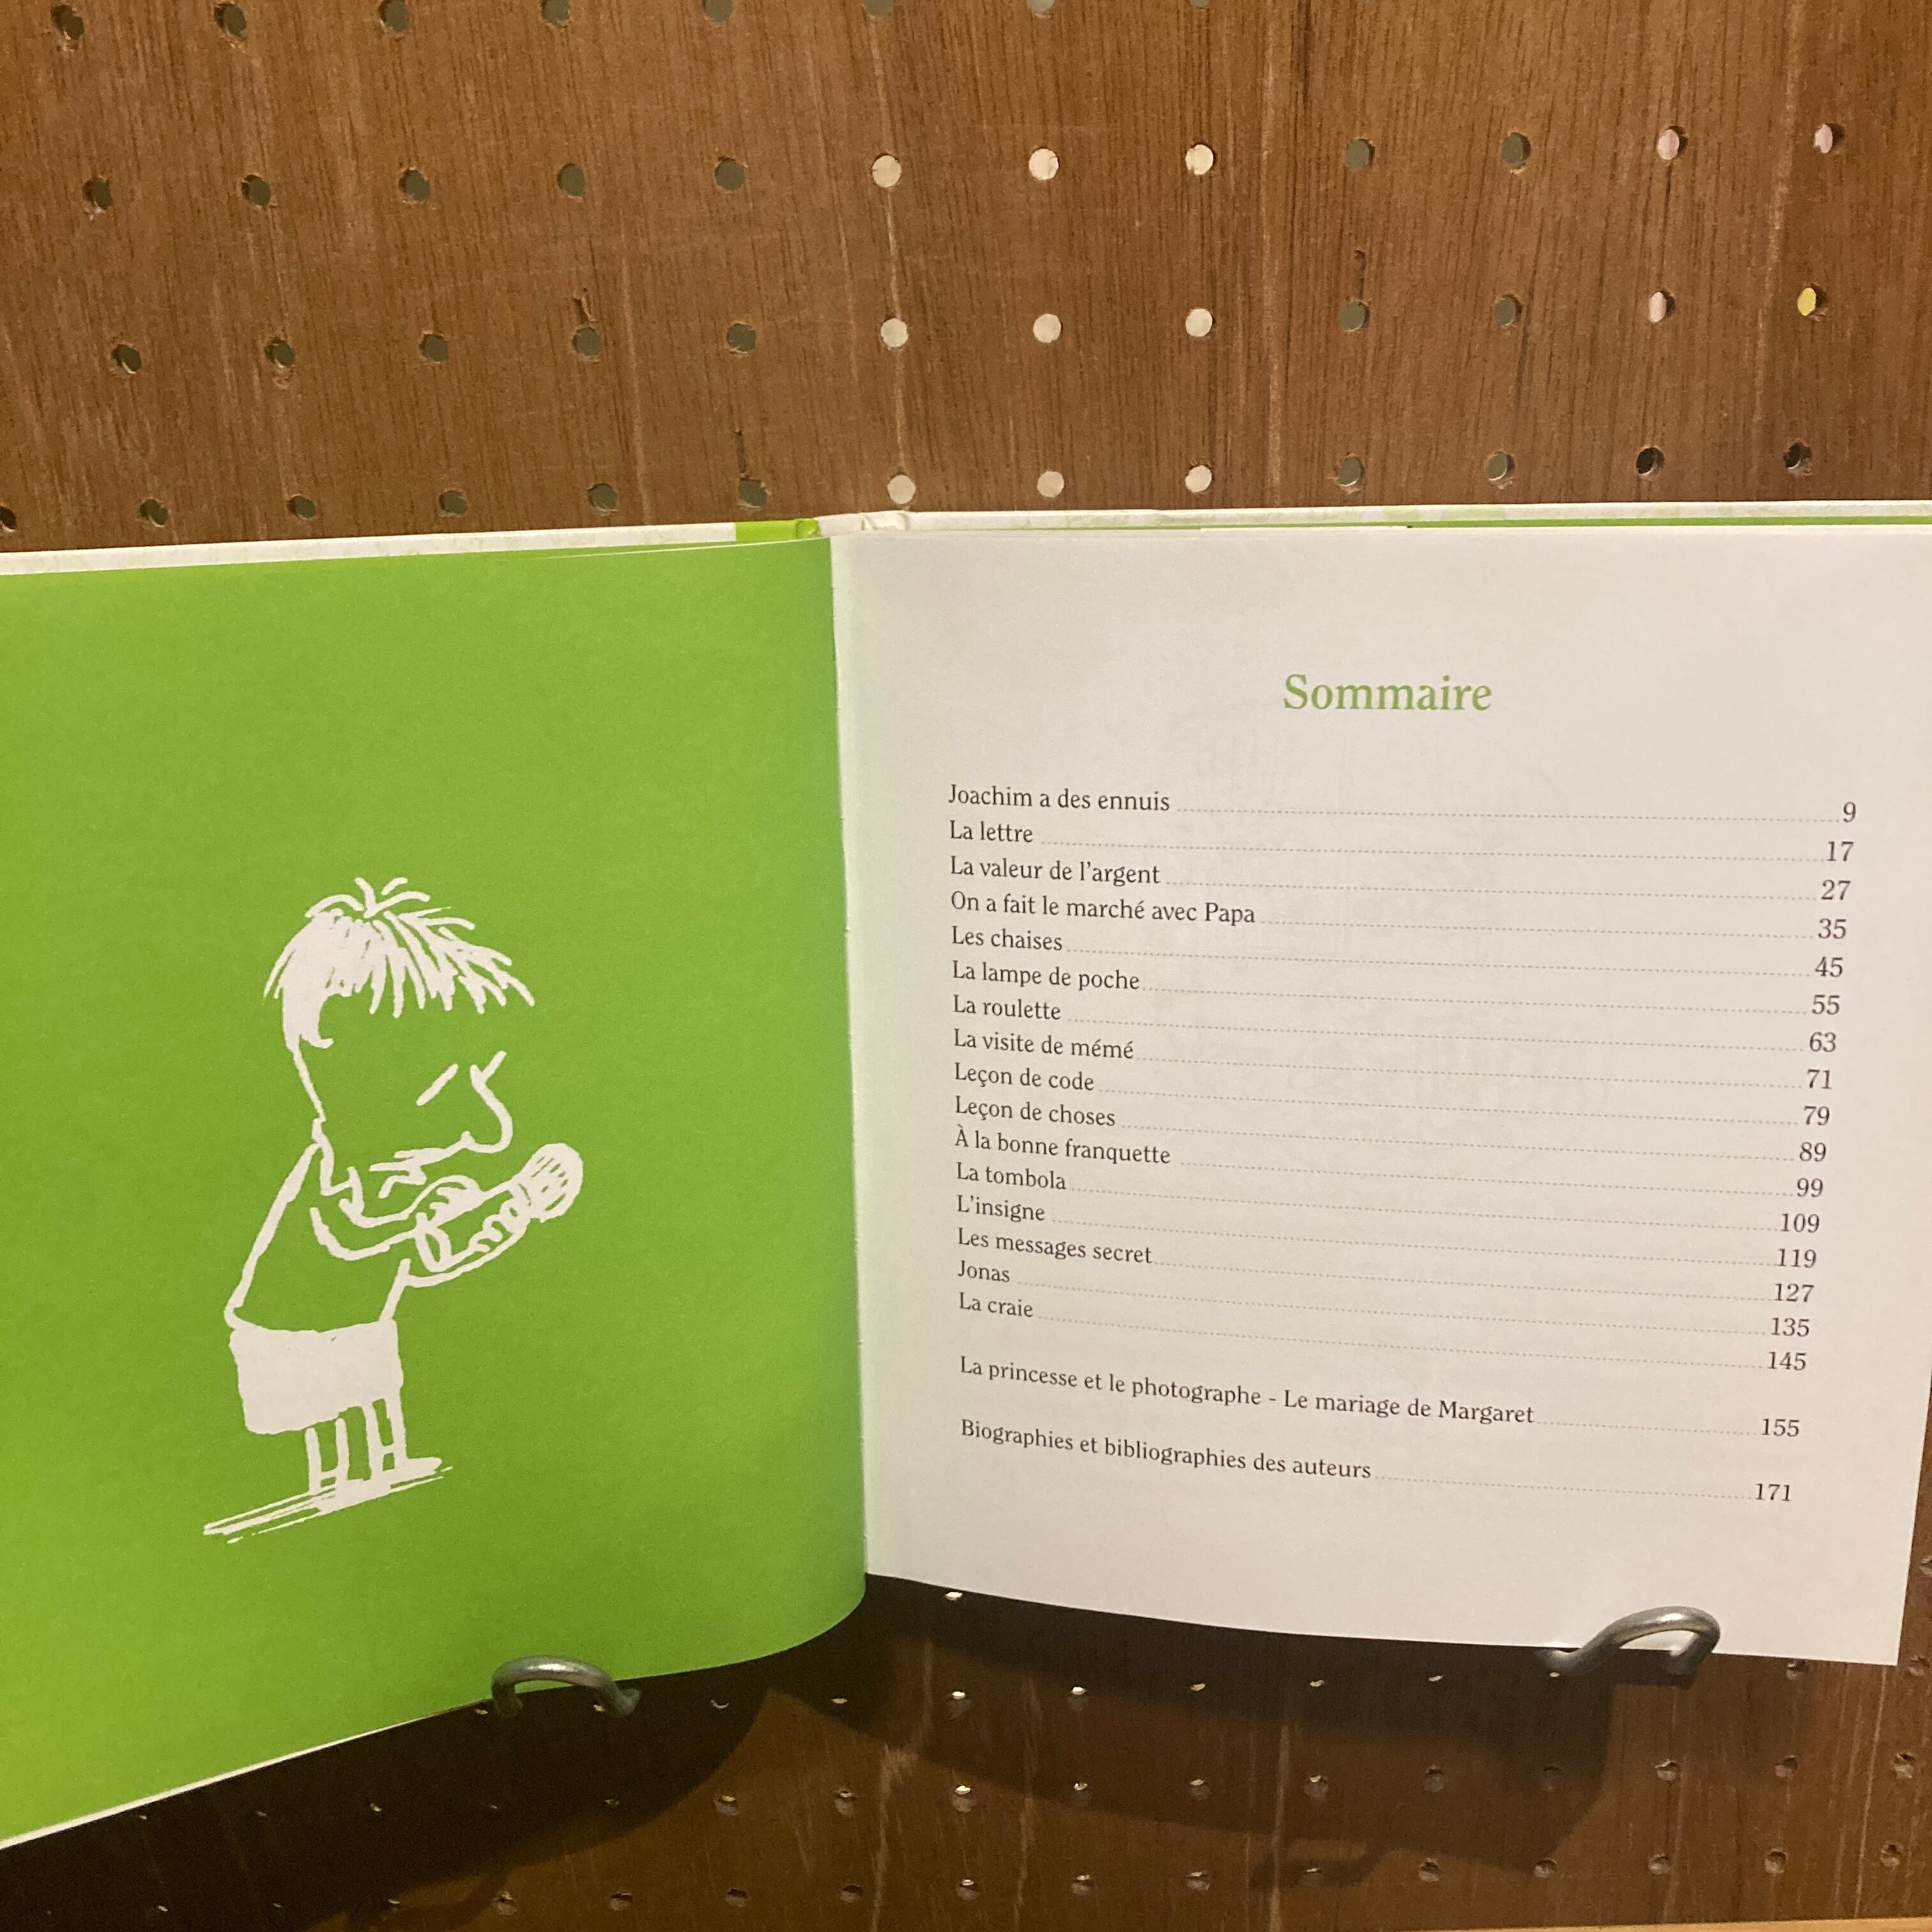 Sommaire
Joachim a des ennuis 9
La lettre 17
La valeur de l'argent 27
On a fait le marché avec Papa 35
Les chaises 45
La lampe de poche 55
La roulette 63
La visite de mémé 71
Leçon de code 79
Leçon de choses 89
À la bonne franquette 99
La tombola 109
L'insigne 119
Les messages secret 127
Jonas 135
La craie 145
La princesse et le photographe - Le mariage de Margaret 155
Biographies et bibliographies des auteurs 171